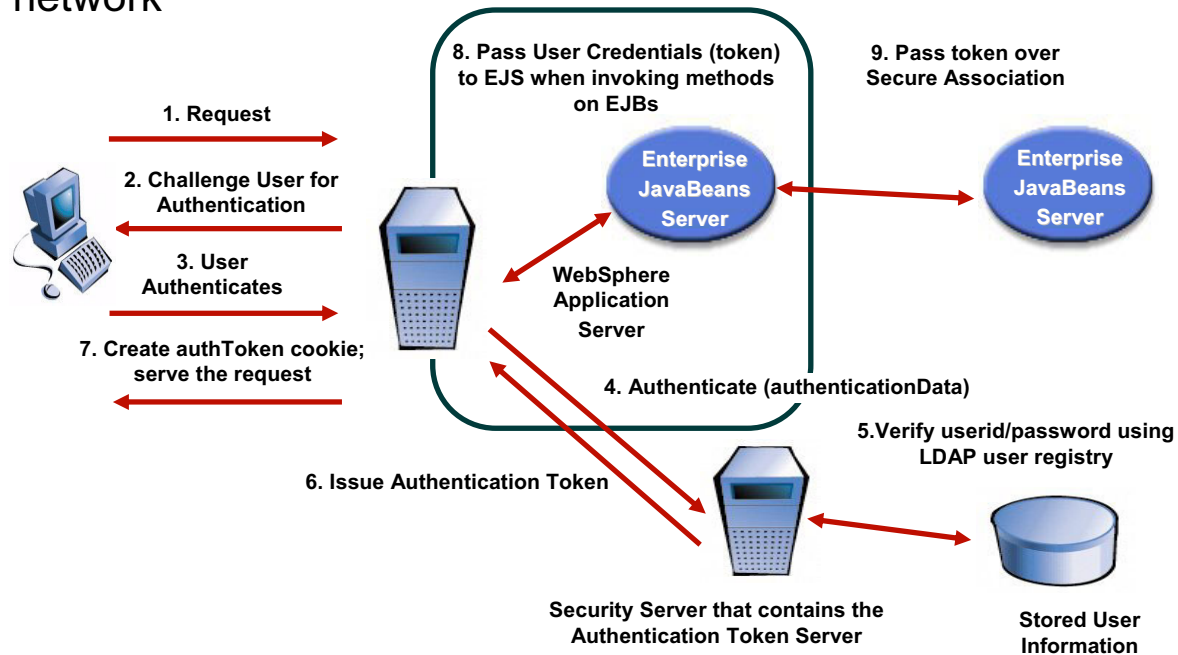 network
8. Pass User Credentials (token)
to EJS when invoking methods
on EJBs
9. Pass token over
Secure Association
1. Request
Enterprise
JavaBeans
Server
Enterprise
JavaBeans
Server
2. Challenge User for
Authentication
3. User
Authenticates
WebSphere
Application
Server
7. Create authToken cookie;
serve the request
4. Authenticate (authenticationData)
5.Verify userid/password using
LDAP user registry
6. Issue Authentication Token
Security Server that contains the
Authentication Token Server
Stored User
Information